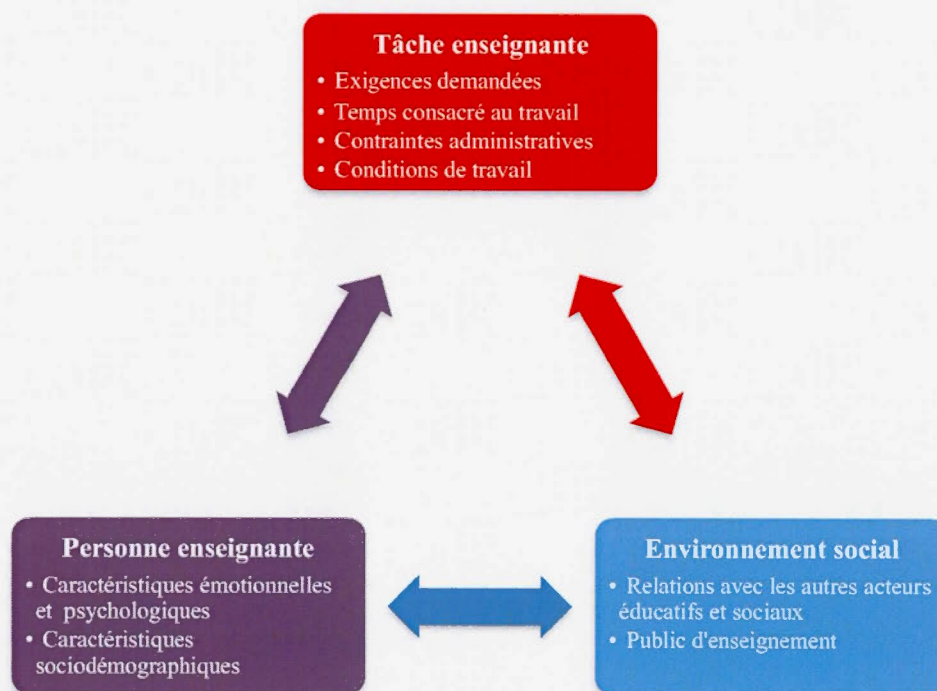 Tâche enseignante
• Exigences demandées
• Temps consacré au travail
• Contraintes administratives
• Conditions de travail
Personne enseignante
• Caractéristiques émotionnelles
et psychologiques
• Caractéristiques
sociodémographiques
Environnement social
• Relations avec les autres acteurs
éducatifs et sociaux
• Public d'enseignement